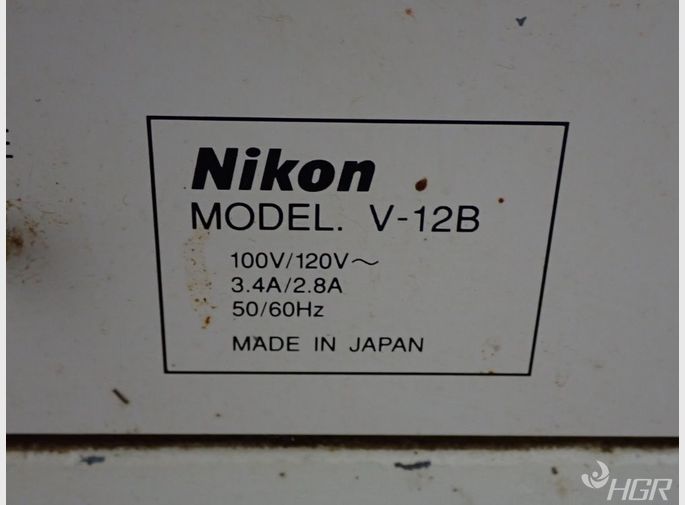 Nikon
MODEL. V-12B
100V/120V～
3.4A/2.8A
50/60Hz
MADE IN JAPAN
HGR